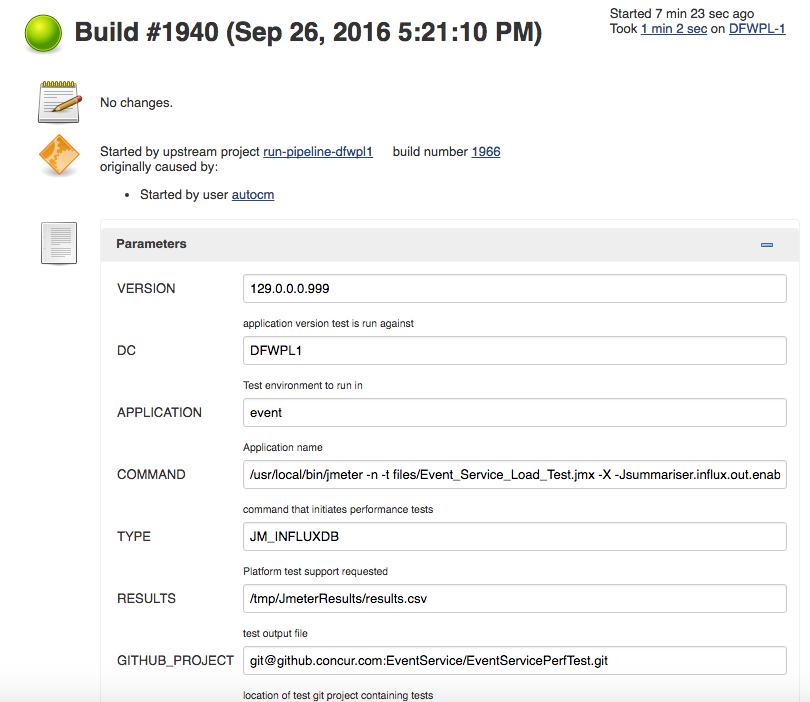 Build #1940 (Sep 26, 2016 5:21:10 PM)
Started 7 min 23 sec ago
Took 1 min 2 sec on DFWPL-1
No changes.
Started by upstream project run-pipeline-dfwpl1 build number 1966
originally caused by:
• Started by user autocm
Parameters
VERSION 129.0.0.0.999
application version test is run against
DC DFWPL1
Test environment to run in
APPLICATION event
Application name
COMMAND /usr/local/bin/jmeter -n -t files/Event_Service_Load_Test.jmx -X -Jsummariser.influx.out.enab
command that initiates performance tests
TYPE JM_INFLUXDB
Platform test support requested
RESULTS /tmp/JmeterResults/results.csv
test output file
GITHUB_PROJECT git@github.concur.com:EventService/EventServicePerfTest.git
location of test git project containing tests